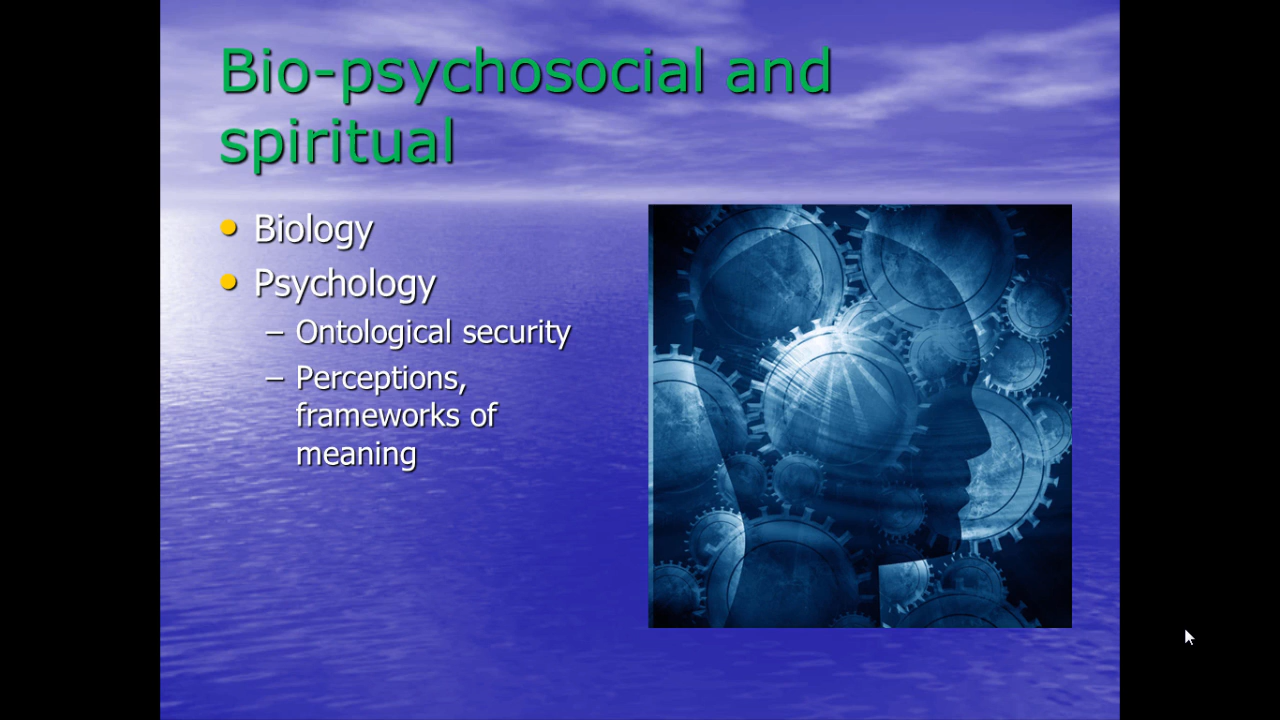 Bio-psychosocial and
spiritual
• Biology
• Psychology
– Ontological security
– Perceptions,
frameworks of
meaning